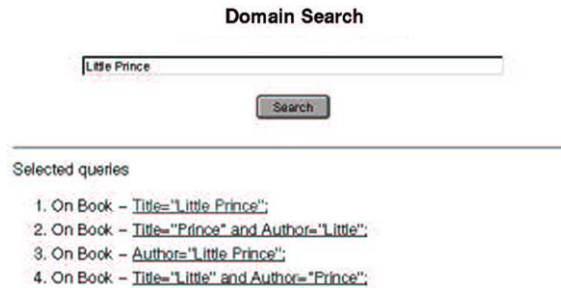 Domain Search
Little Prince
Search
Selected queries
1. On Book – Title="Little Prince";
2. On Book – Title="Prince" and Author="Little";
3. On Book – Author="Little Prince";
4. On Book – Title="Little" and Author="Prince";